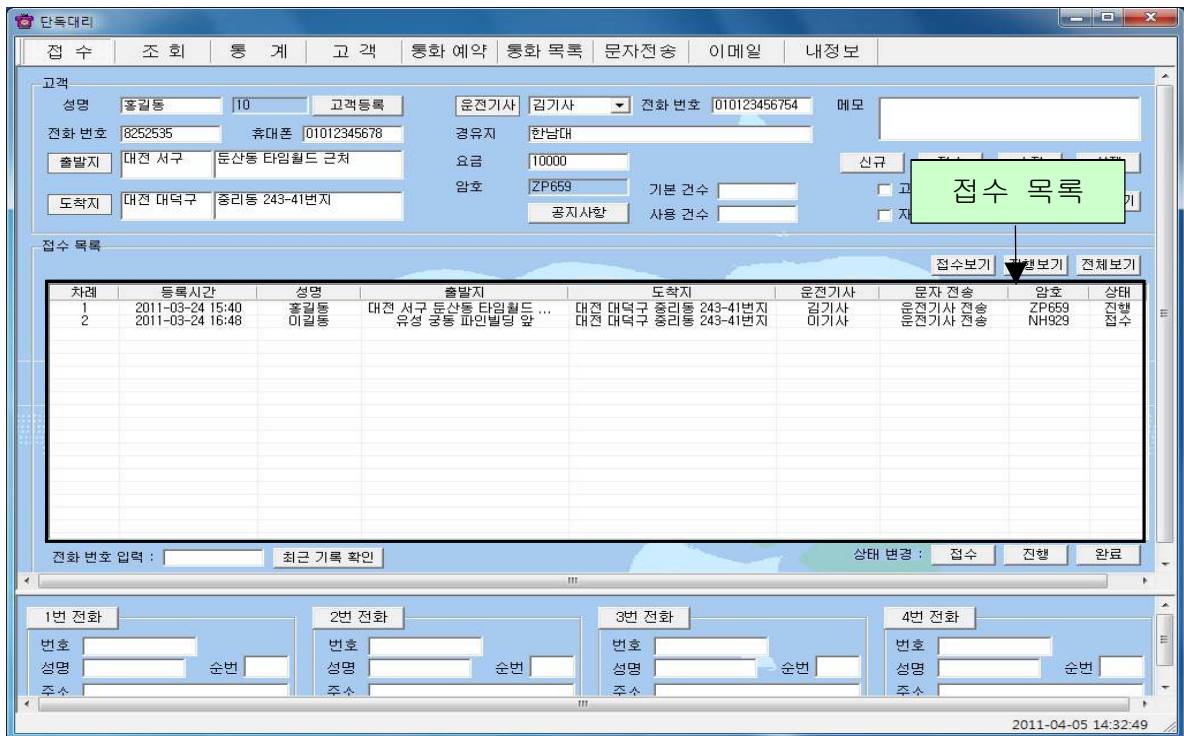 단독대리
접 수 조 회 통 계 고 객 통화 예약 통화 목록 문자전송 이메일 내정보
고객
성명 홍길동 10 고객등록 운전기사 김기사 전화 번호 010123456754 메모
전화 번호 8252535 휴대폰 01012345678 경유지 한남대
출발지 대전 서구 둔산동 타임월드 근처 요금 10000 신규
암호 ZP659 기본 건수 고
도착지 대전 대덕구 중리동 243-41번지 공지사항 사용 건수
접수 목록
접수 목록
접수보기 진행보기 전체보기
차례 등록시간 성명 출발지 도착지 운전기사 문자 전송 암호 상태
1 2011-03-24 15:40 홍길동 대전 서구 둔산동 타임월드 ... 대전 대덕구 중리동 243-41번지 김기사 운전기사 전송 ZP659 진행
2 2011-03-24 16:48 이길동 유성 궁동 파인빌딩 앞 대전 대덕구 중리동 243-41번지 이기사 운전기사 전송 NH929 접수
전화 번호 입력 : 최근 기록 확인 상태 변경 : 접수 진행 완료
1번 전화 2번 전화 3번 전화 4번 전화
번호 번호 번호 번호
성명 순번 성명 순번 성명 순번 성명 순번
주소 주소 주소 주소
2011-04-05 14:32:49